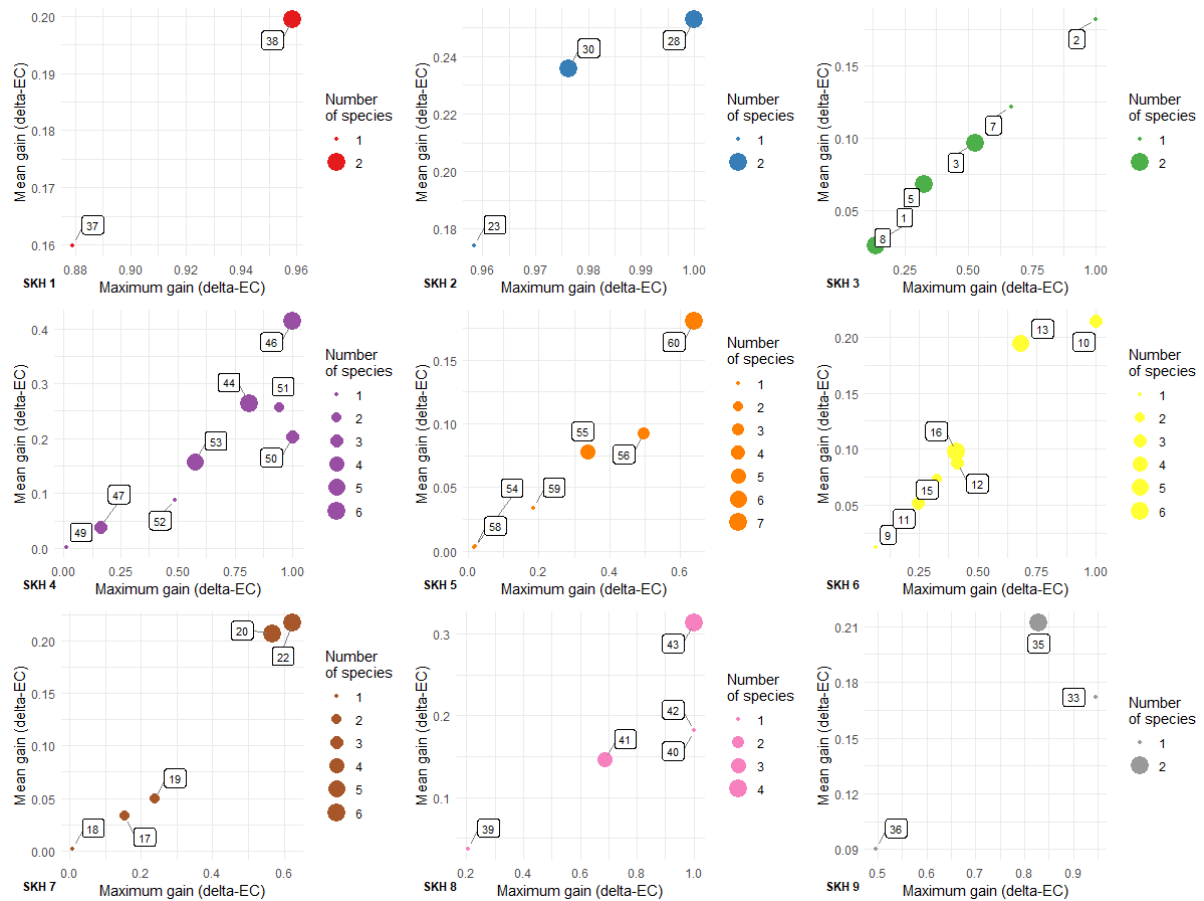 0.20
0.19
0.18
0.17
0.16
Mean gain (delta-EC)
38
37
0.88 0.90 0.92 0.94 0.96
SKH 1
Maximum gain (delta-EC)
Number
of species
1
2
0.24
0.22
0.20
0.18
Mean gain (delta-EC)
30
28
23
0.96 0.97 0.98 0.99 1.00
SKH 2
Maximum gain (delta-EC)
Number
of species
1
2
0.15
0.10
0.05
Mean gain (delta-EC)
2
7
3
5
1
8
0.25 0.50 0.75 1.00
SKH 3
Maximum gain (delta-EC)
Number
of species
1
2
0.4
0.3
0.2
0.1
0.0
Mean gain (delta-EC)
46
44
51
53
50
47
52
49
0.00 0.25 0.50 0.75 1.00
SKH 4
Maximum gain (delta-EC)
Number
of species
1
2
3
4
5
6
0.15
0.10
0.05
0.00
Mean gain (delta-EC)
60
55
56
54
59
58
0.0 0.2 0.4 0.6
SKH 5
Maximum gain (delta-EC)
Number
of species
1
2
3
4
5
6
7
0.20
0.15
0.10
0.05
Mean gain (delta-EC)
13
10
16
12
15
11
9
0.25 0.50 0.75 1.00
SKH 6
Maximum gain (delta-EC)
Number
of species
1
2
3
4
5
6
0.20
0.15
0.10
0.05
0.00
Mean gain (delta-EC)
20
22
19
18
17
0.0 0.2 0.4 0.6
SKH 7
Maximum gain (delta-EC)
Number
of species
1
2
3
4
5
6
0.3
0.2
0.1
Mean gain (delta-EC)
43
42
41
40
39
0.2 0.4 0.6 0.8 1.0
SKH 8
Maximum gain (delta-EC)
Number
of species
1
2
3
4
0.21
0.18
0.15
0.12
0.09
Mean gain (delta-EC)
35
33
36
0.5 0.6 0.7 0.8 0.9
SKH 9
Maximum gain (delta-EC)
Number
of species
1
2